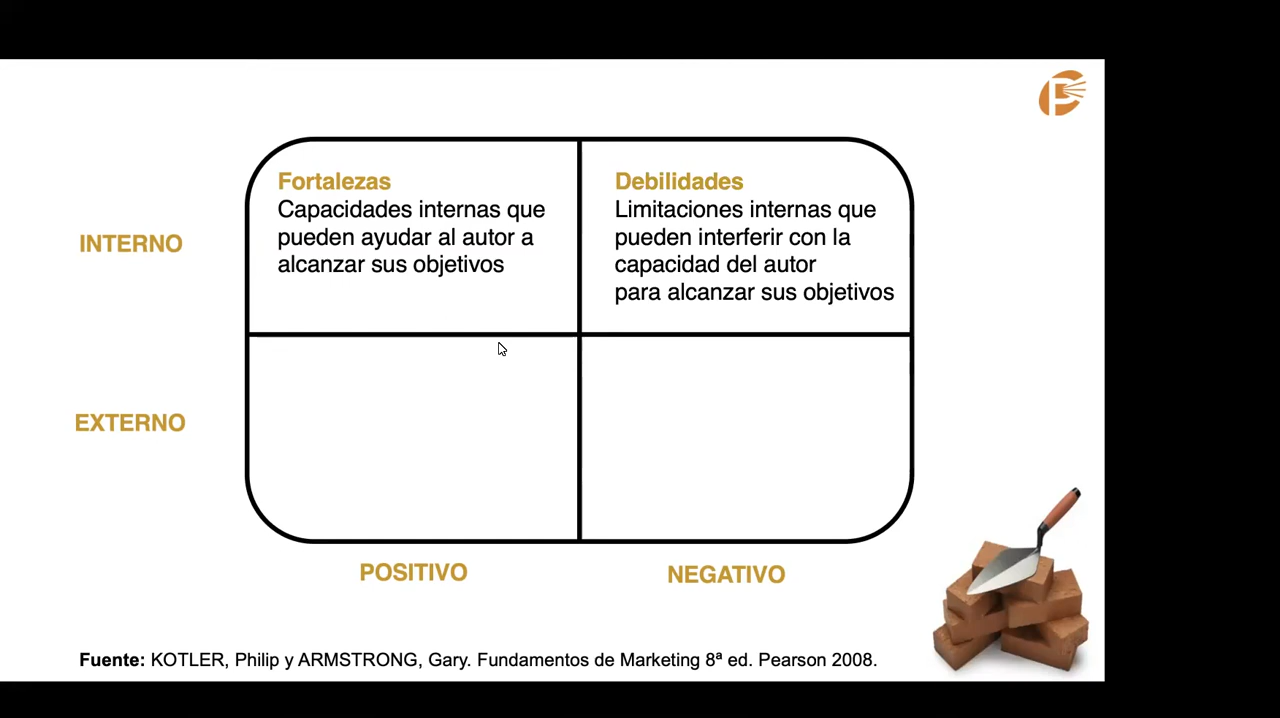 Fortalezas
Capacidades internas que
pueden ayudar al autor a
alcanzar sus objetivos
Debilidades
Limitaciones internas que
pueden interferir con la
capacidad del autor
para alcanzar sus objetivos
INTERNO
EXTERNO
POSITIVO
NEGATIVO
Fuente: KOTLER, Philip y ARMSTRONG, Gary. Fundamentos de Marketing 8ª ed. Pearson 2008.